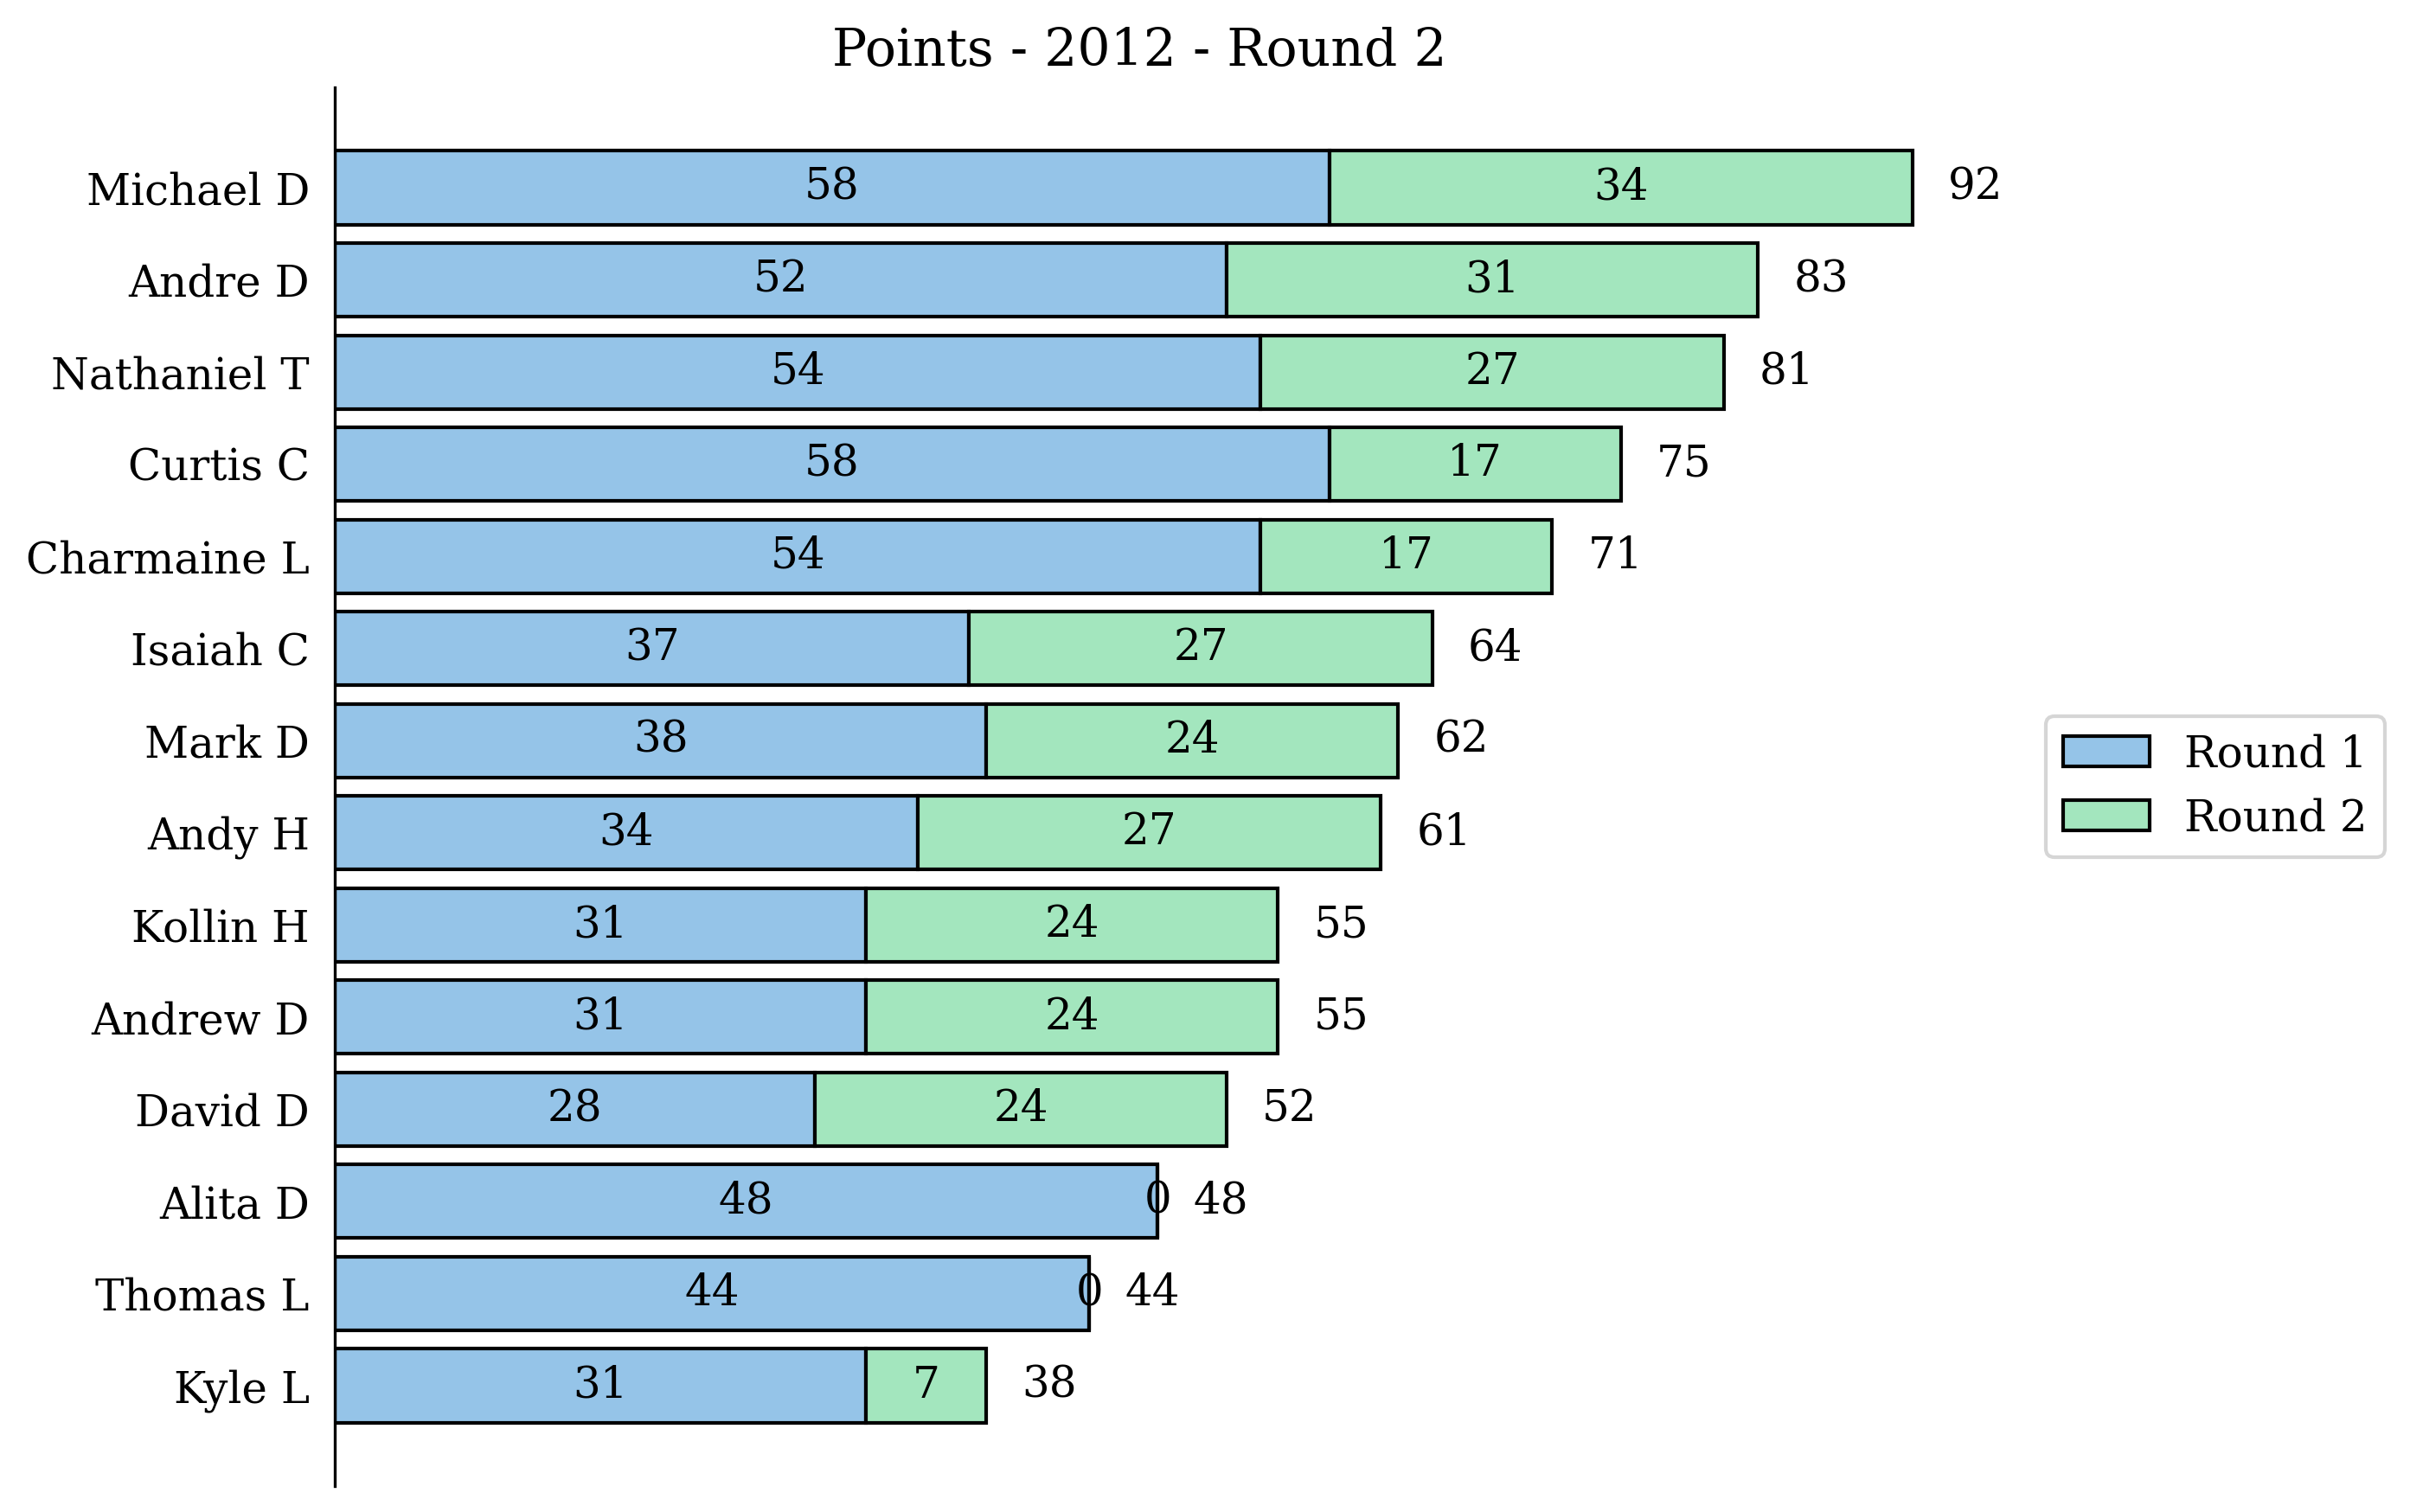 Points - 2012 - Round 2
Michael D 58 34 92
Andre D 52 31 83
Nathaniel T 54 27 81
Curtis C 58 17 75
Charmaine L 54 17 71
Isaiah C 37 27 64
Mark D 38 24 62
Andy H 34 27 61
Kollin H 31 24 55
Andrew D 31 24 55
David D 28 24 52
Alita D 48 0 48
Thomas L 44 0 44
Kyle L 31 7 38
Round 1
Round 2